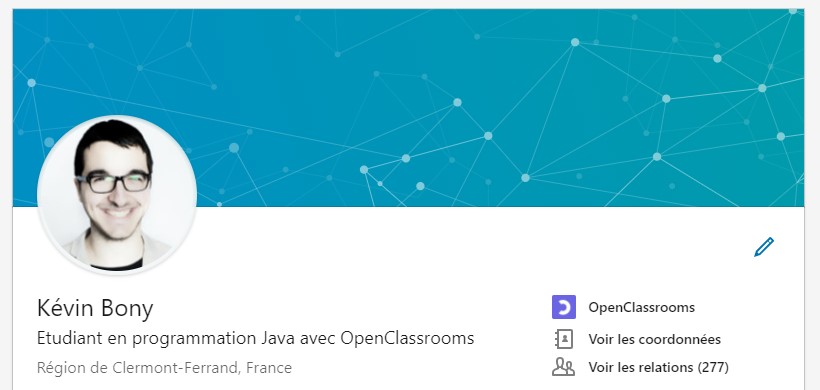 Kévin Bony
Etudiant en programmation Java avec OpenClassrooms
Région de Clermont-Ferrand, France
OpenClassrooms
Voir les coordonnées
Voir les relations (277)